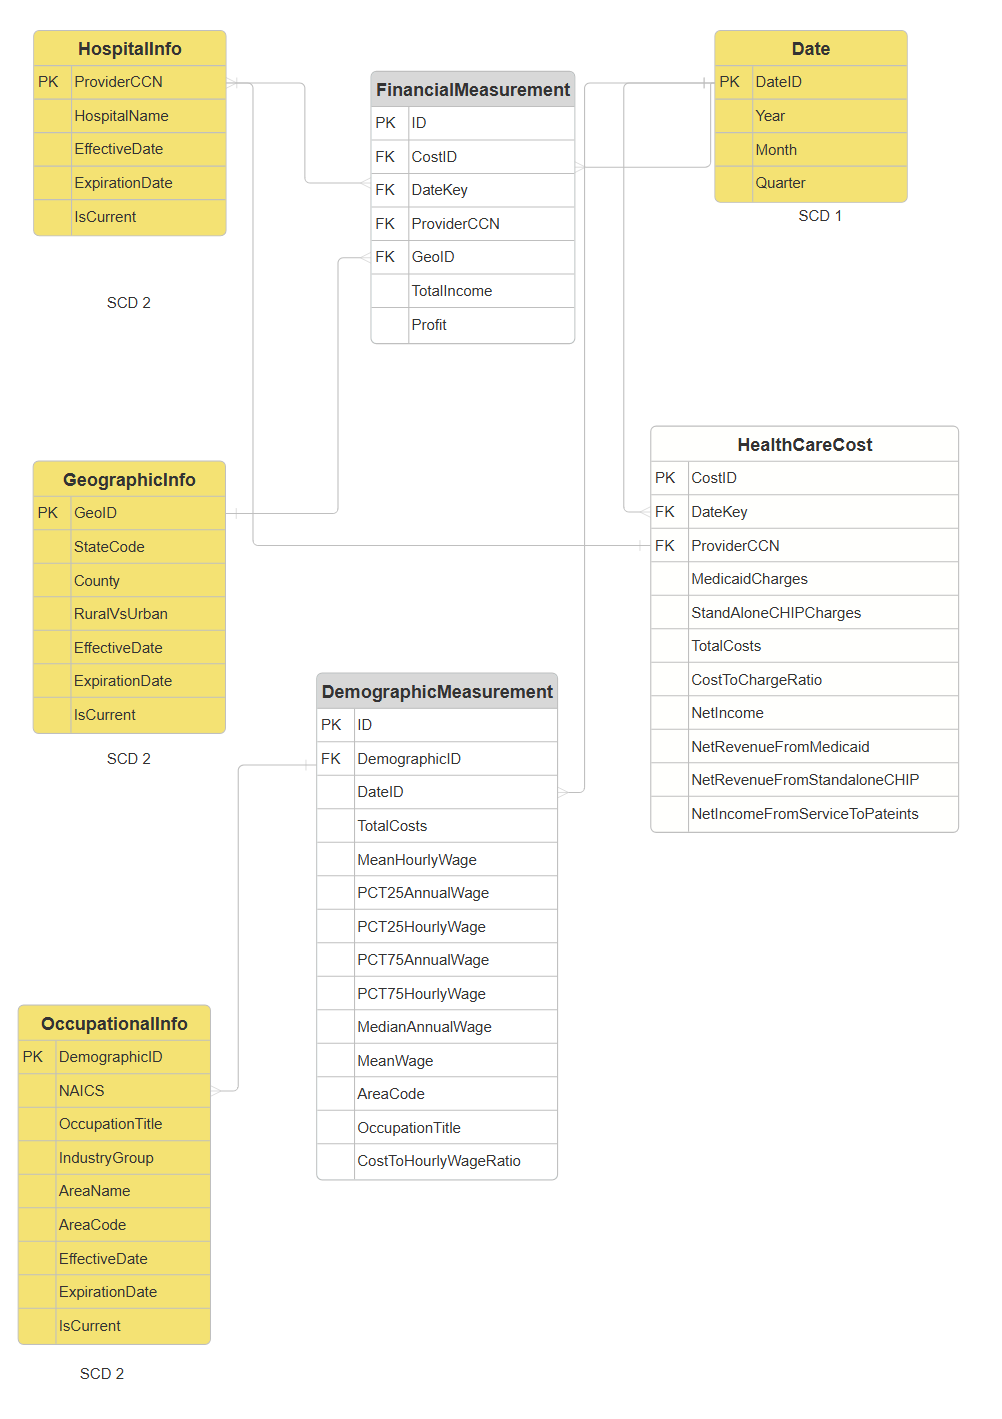 HospitalInfo
PK ProviderCCN
HospitalName
EffectiveDate
ExpirationDate
IsCurrent
SCD 2
FinancialMeasurement
PK ID
FK CostID
FK DateKey
FK ProviderCCN
FK GeoID
TotalIncome
Profit
Date
PK DateID
Year
Month
Quarter
SCD 1
GeographicInfo
PK GeoID
StateCode
County
RuralVsUrban
EffectiveDate
ExpirationDate
IsCurrent
SCD 2
HealthCareCost
PK CostID
FK DateKey
FK ProviderCCN
MedicaidCharges
StandAloneCHIPCharges
TotalCosts
CostToChargeRatio
NetIncome
NetRevenueFromMedicaid
NetRevenueFromStandaloneCHIP
NetIncomeFromServiceToPateints
DemographicMeasurement
PK ID
FK DemographicID
DateID
TotalCosts
MeanHourlyWage
PCT25AnnualWage
PCT25HourlyWage
PCT75AnnualWage
PCT75HourlyWage
MedianAnnualWage
MeanWage
AreaCode
OccupationTitle
CostToHourlyWageRatio
OccupationalInfo
PK DemographicID
NAICS
OccupationTitle
IndustryGroup
AreaName
AreaCode
EffectiveDate
ExpirationDate
IsCurrent
SCD 2